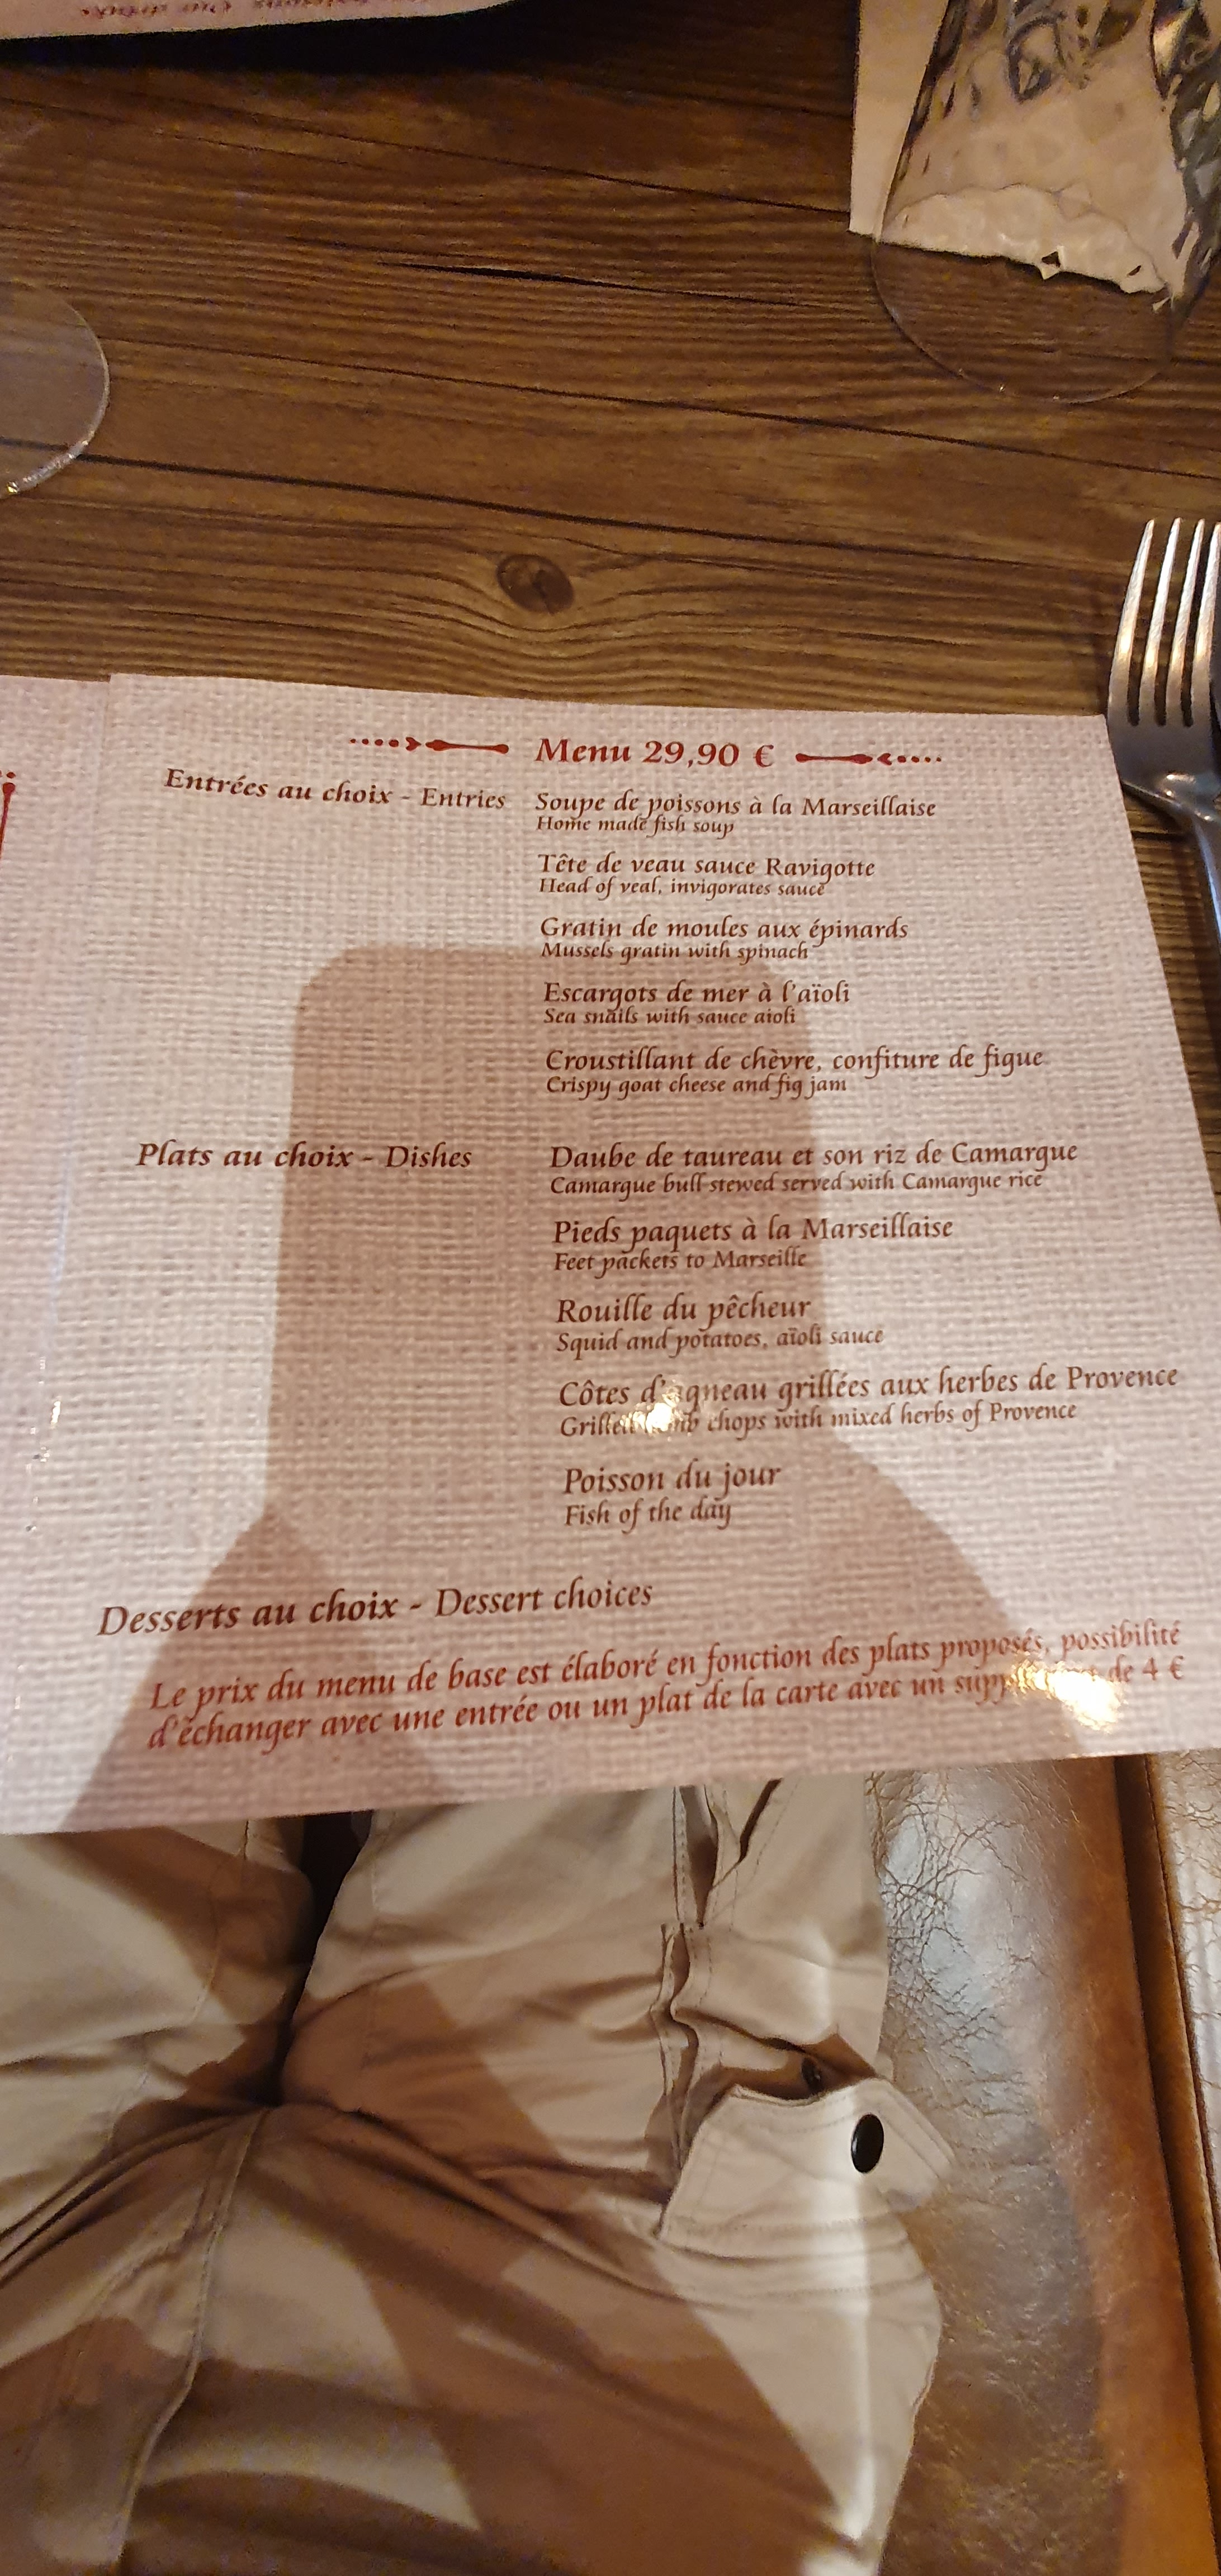 Menu 29,90 €
Entrées au choix - Entries
Soupe de poissons à la Marseillaise
Home made fish soup
Tête de veau sauce Ravigotte
Head of veal, invigorates sauce
Gratin de moules aux épinards
Mussels gratin with spinach
Escargots de mer à l'aïoli
Sea snails with sauce aioli
Croustillant de chèvre, confiture de figue
Crispy goat cheese and fig jam
Plats au choix - Dishes
Daube de taureau et son riz de Camargue
Camargue bull stewed served with Camargue rice
Pieds paquets à la Marseillaise
Feet packets to Marseille
Rouille du pêcheur
Squid and potatoes, aïoli sauce
Côtes d'agneau grillées aux herbes de Provence
Grilled lamb chops with mixed herbs of Provence
Poisson du jour
Fish of the day
Desserts au choix - Dessert choices
Le prix du menu de base est élaboré en fonction des plats proposés, possibilité
d'échanger avec une entrée ou un plat de la carte avec un supplément de 4 €